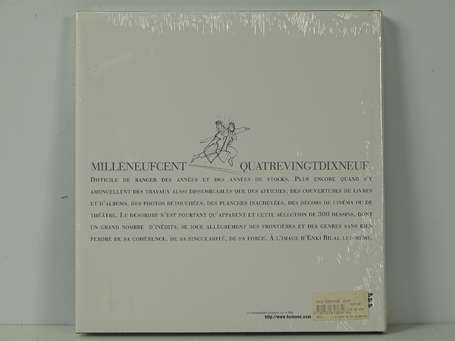 MILLENEUFCENT QUATREVINGTDIXNEUF
DIFFICILE DE RANGER DES ANNÉES ET DES ANNÉES DE STOCKS. PLUS ENCORE QUAND S'Y
AMONCELLENT DES TRAVAUX AUSSI DISSEMBLABLES QUE DES AFFICHES, DES COUVERTURES DE LIVRES
ET D'ALBUMS, DES PHOTOS RETOUCHÉES, DES PLANCHES INACHEVÉES, DES DÉCORS DE CINÉMA OU DE
THÉÂTRE. LE DÉSORDRE N'EST POURTANT QU'APPARENT ET CETTE SÉLECTION DE 300 DESSINS, DONT
UN GRAND NOMBRE D'INÉDITS, SE JOUE ALLÈGREMENT DES FRONTIÈRES ET DES GENRES SANS RIEN
PERDRE DE SA COHÉRENCE, DE SA SINGULARITÉ, DE SA FORCE. À L'IMAGE D'ENKI BILAL LUI-MÊME.